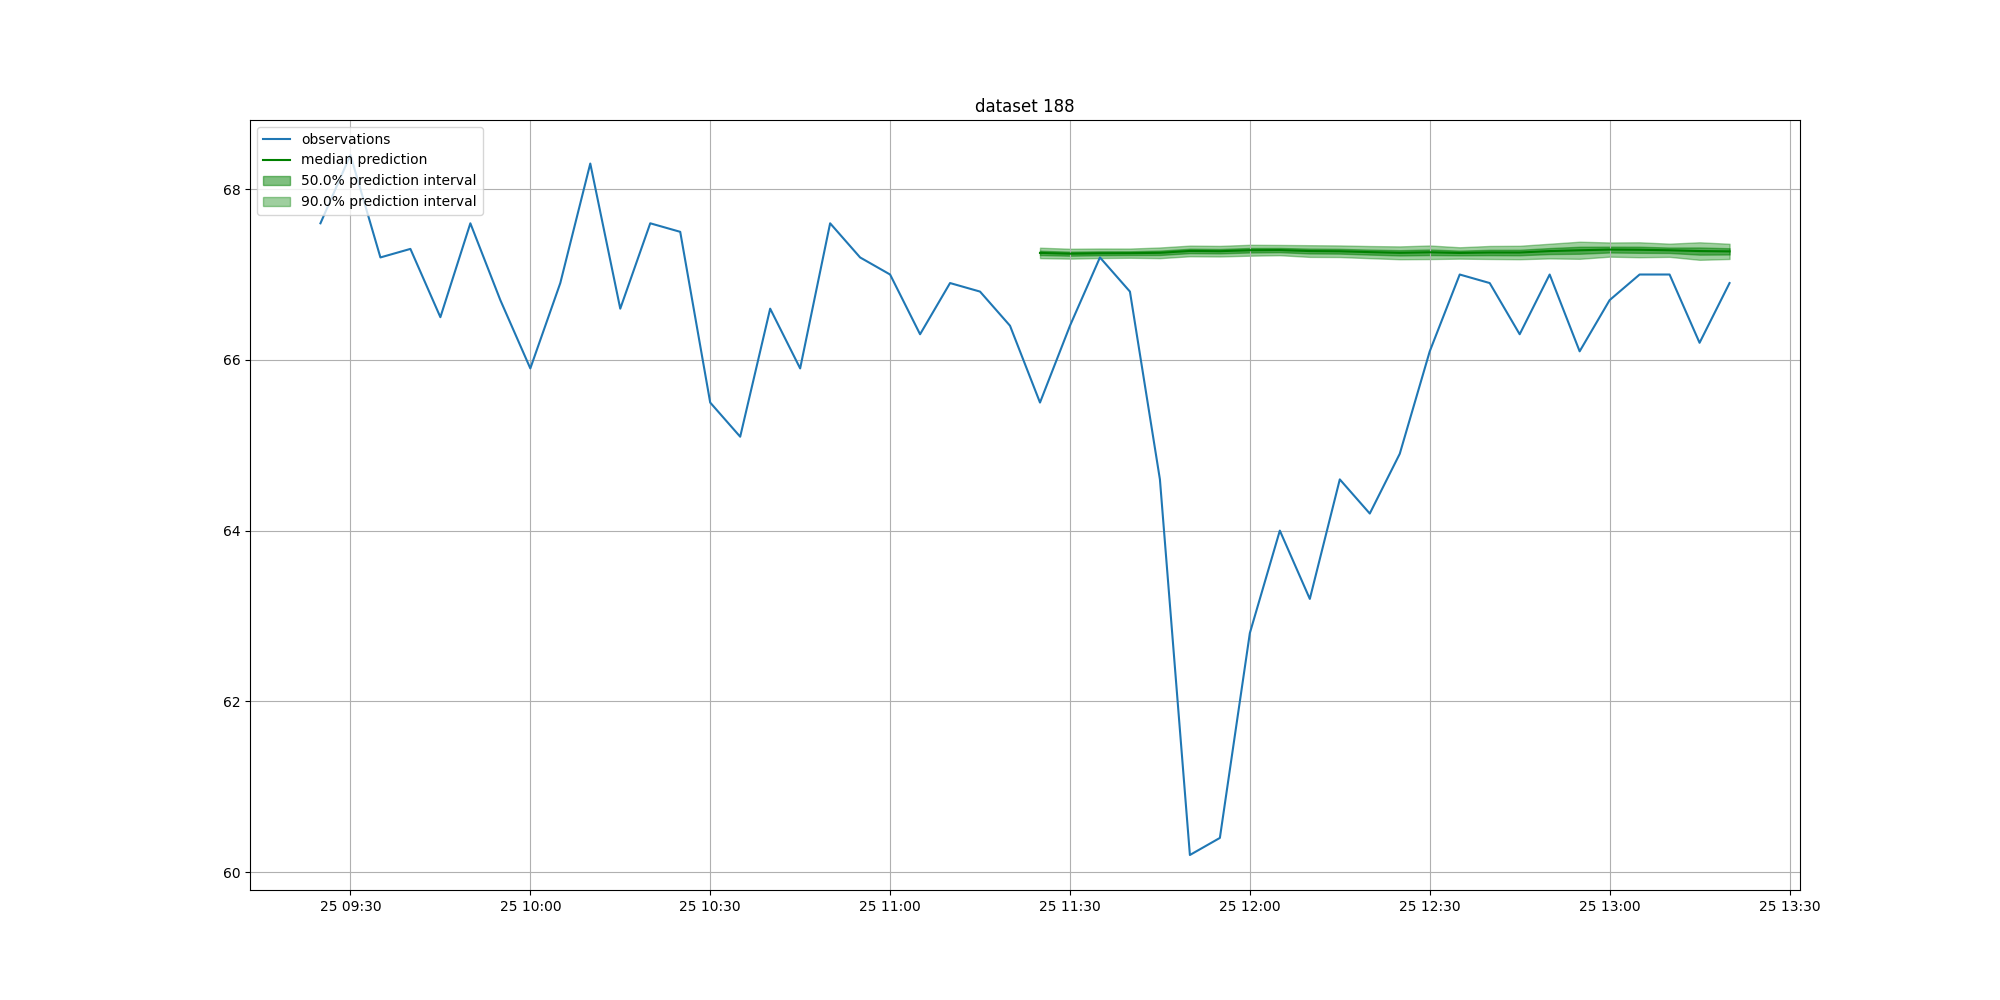 dataset 188
observations
median prediction
50.0% prediction interval
90.0% prediction interval
68
66
64
62
60
25 09:30
25 10:00
25 10:30
25 11:00
25 11:30
25 12:00
25 12:30
25 13:00
25 13:30